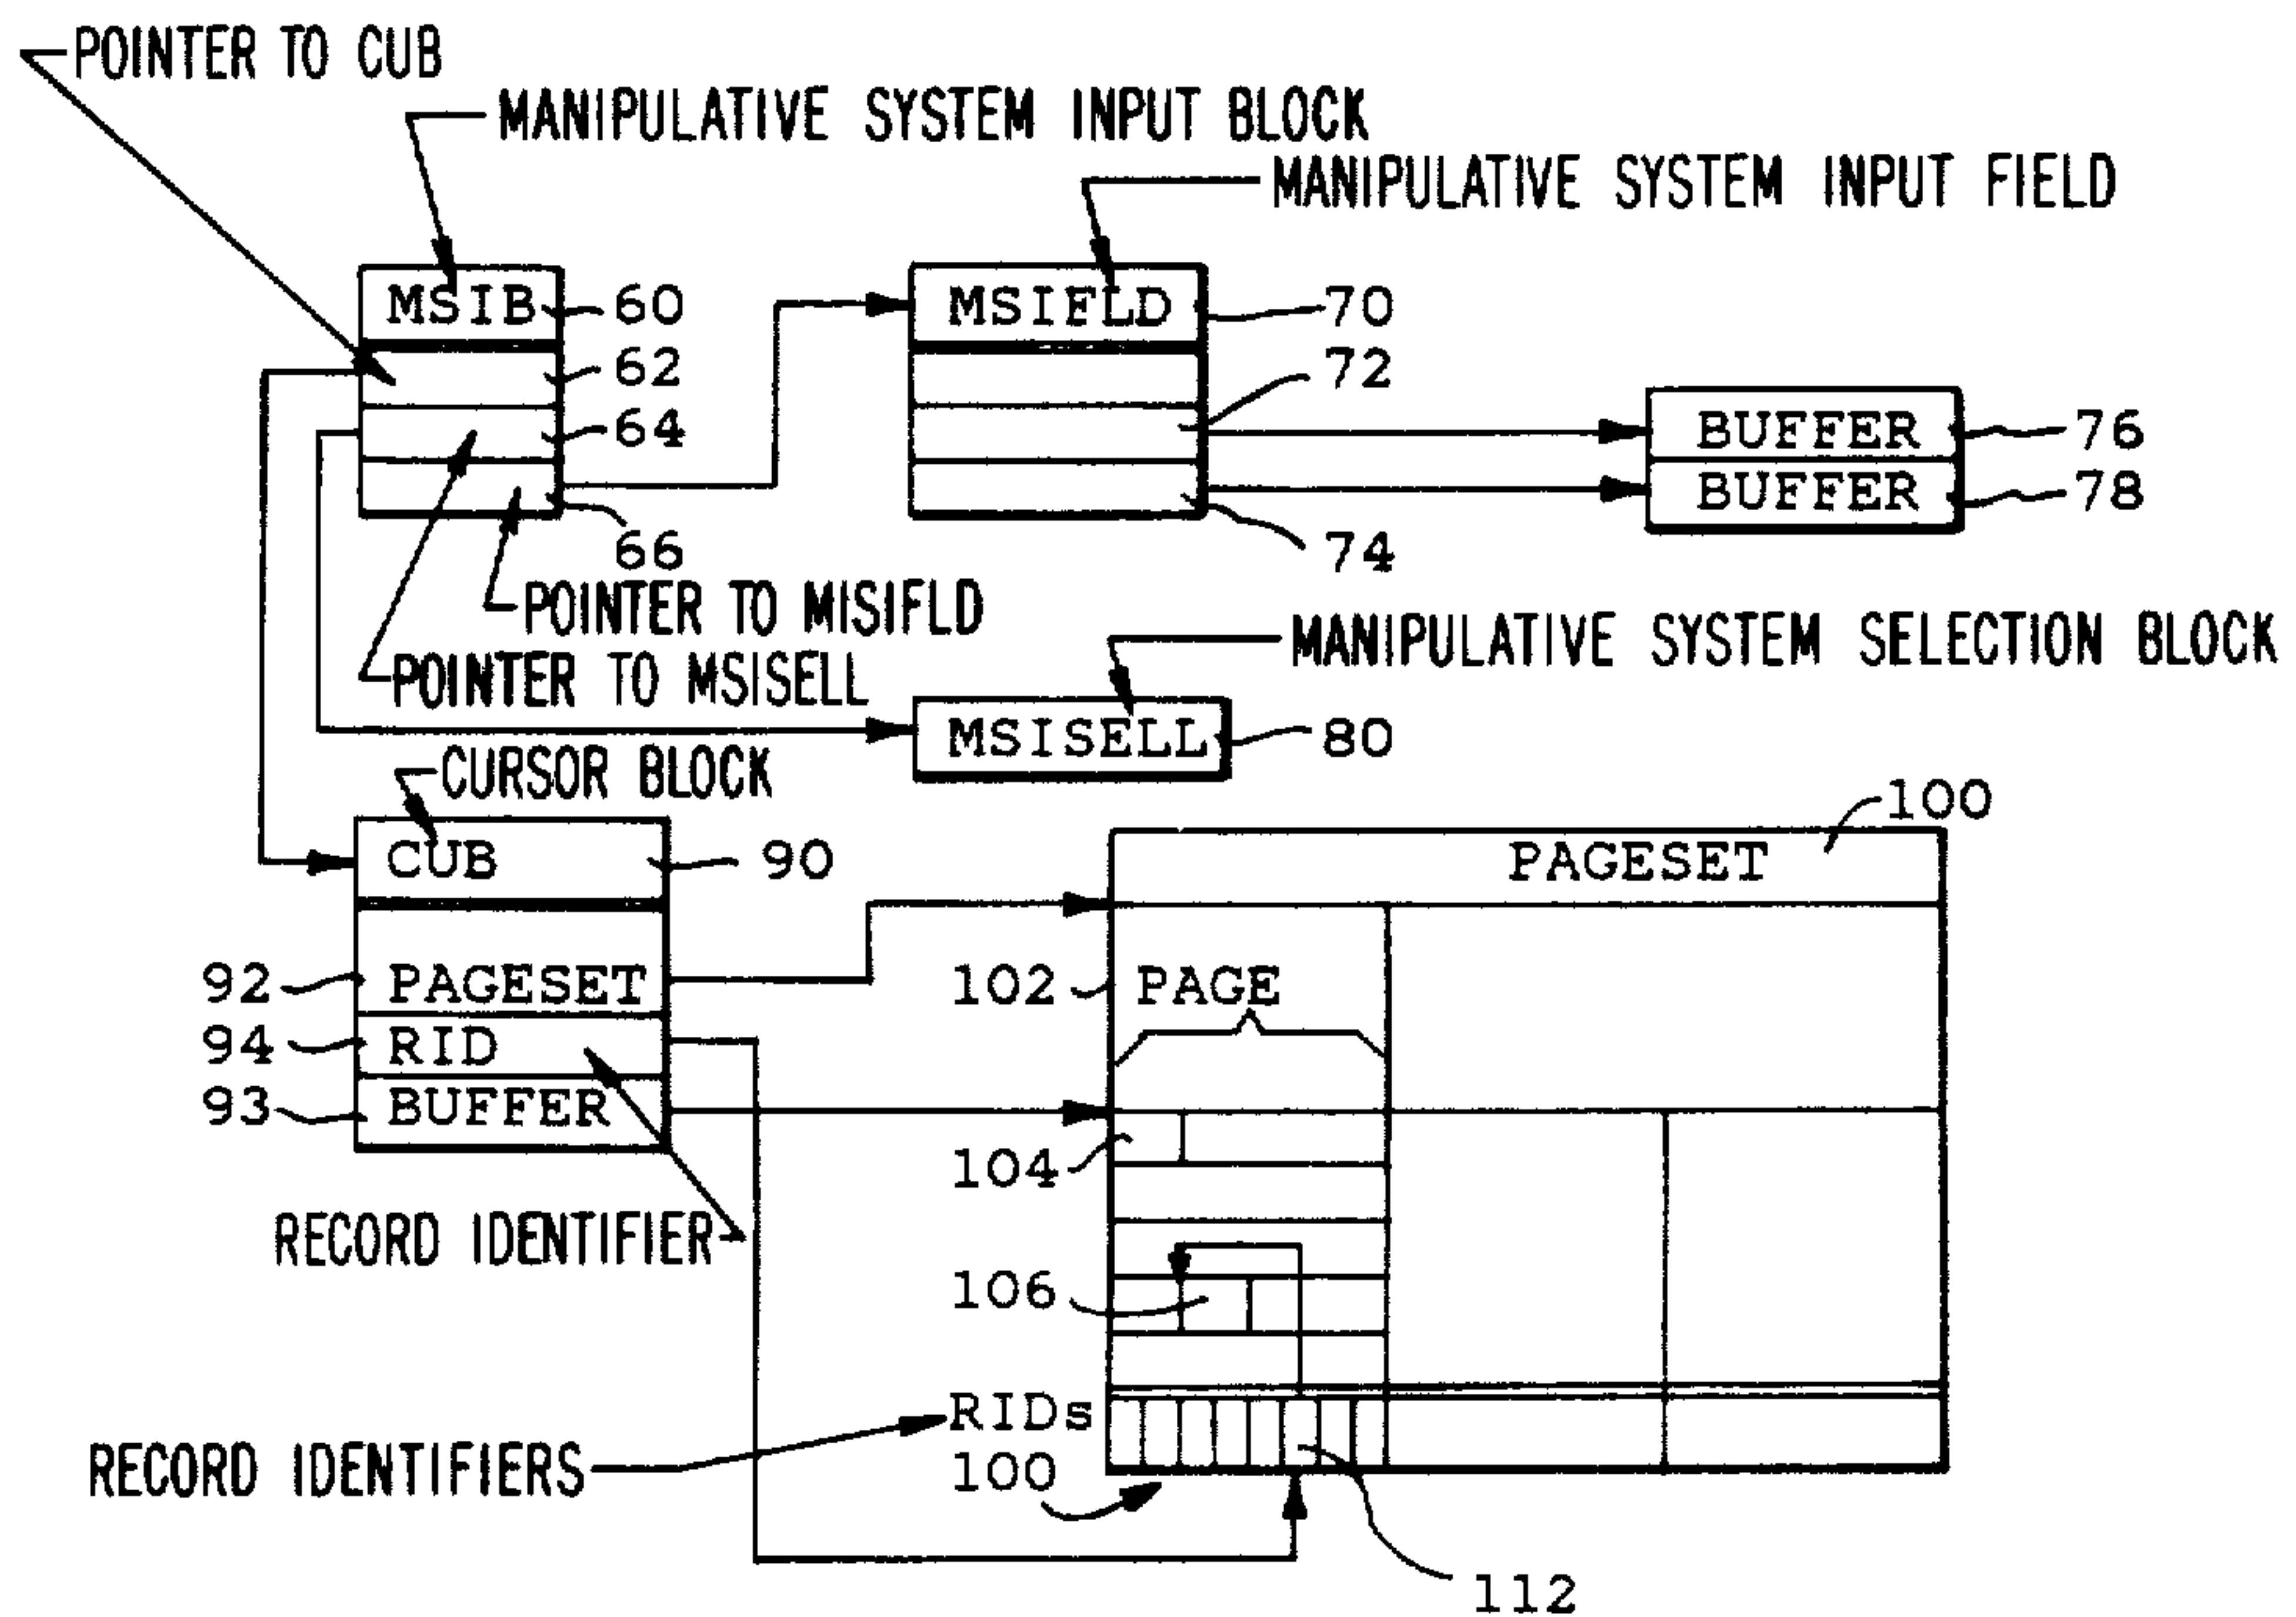 POINTER TO CUB
MANIPULATIVE SYSTEM INPUT BLOCK
MANIPULATIVE SYSTEM INPUT FIELD
MSIB 60
MSIFLD 70
62
72
64
BUFFER 76
BUFFER 78
66
74
POINTER TO MISIFLD
MANIPULATIVE SYSTEM SELECTION BLOCK
POINTER TO MSISELL
MSISELL 80
CURSOR BLOCK
100
CUB 90
PAGESET
92 PAGESET
102 PAGE
94 RID
93 BUFFER
104
RECORD IDENTIFIER
106
RIDs
RECORD IDENTIFIERS
100
112